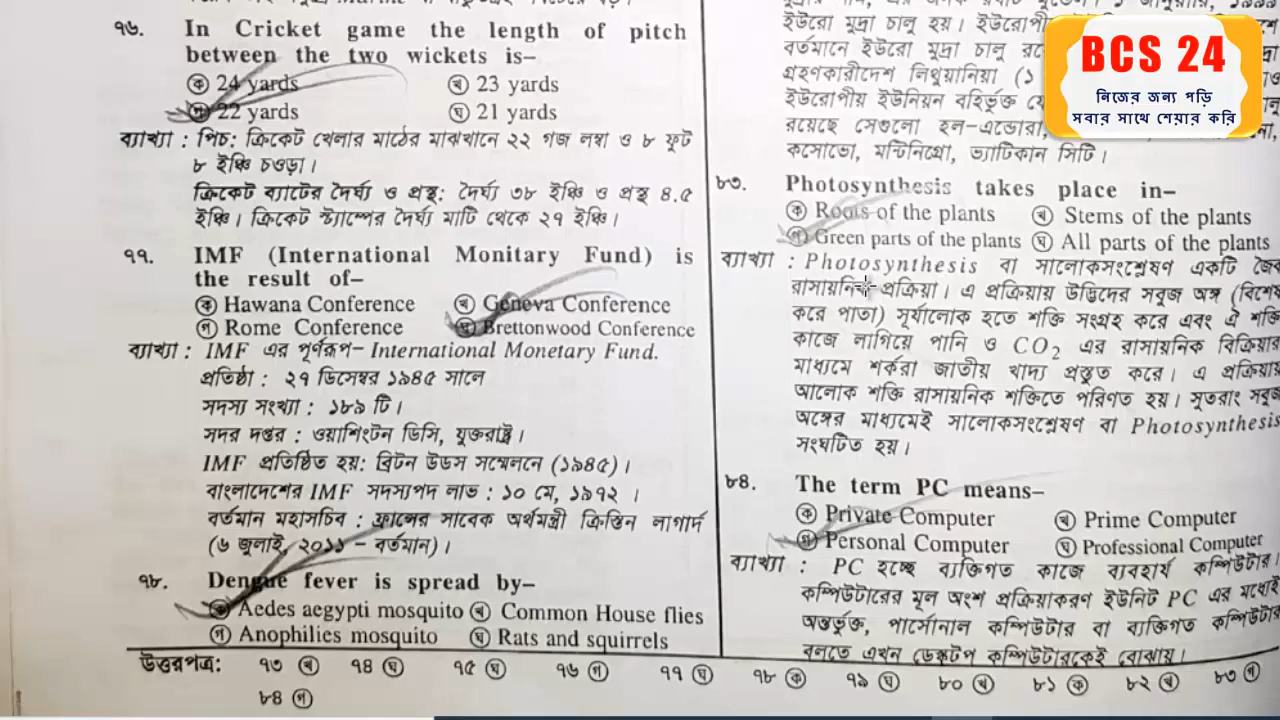 ৭৬. In Cricket game the length of pitch
between the two wickets is–
ক 24 yards খ 23 yards
গ 22 yards ঘ 21 yards
ব্যাখ্যা : পিচ: ক্রিকেট খেলার মাঠের মাঝখানে ২২ গজ লম্বা ও ৮ ফুট
৮ ইঞ্চি চওড়া।
ক্রিকেট ব্যাটের দৈর্ঘ্য ও প্রস্থ: দৈর্ঘ্য ৩৮ ইঞ্চি ও প্রস্থ ৪.৫
ইঞ্চি। ক্রিকেট স্ট্যাম্পের দৈর্ঘ্য মাটি থেকে ২৭ ইঞ্চি।
৭৭. IMF (International Monitary Fund) is
the result of–
ক Hawana Conference খ Geneva Conference
গ Rome Conference ঘ Brettonwood Conference
ব্যাখ্যা : IMF এর পূর্ণরূপ– International Monetary Fund.
প্রতিষ্ঠা : ২৭ ডিসেম্বর ১৯৪৫ সালে
সদস্য সংখ্যা : ১৮৯ টি।
সদর দপ্তর : ওয়াশিংটন ডিসি, যুক্তরাষ্ট্র।
IMF প্রতিষ্ঠিত হয়: ব্রিটন উডস সম্মেলনে (১৯৪৫)।
বাংলাদেশের IMF সদস্যপদ লাভ : ১০ মে, ১৯৭২ ।
বর্তমান মহাসচিব : ফ্রান্সের সাবেক অর্থমন্ত্রী ক্রিস্টিন লাগার্দ
(৬ জুলাই, ২০১১ – বর্তমান)।
৭৮. Dengue fever is spread by–
ক Aedes aegypti mosquito খ Common House flies
গ Anophilies mosquito ঘ Rats and squirrels
ইউরো মুদ্রা চালু হয়। ইউরোপী
বর্তমানে ইউরো মুদ্রা চালু
গ্রহণকারীদেশ লিথুয়ানিয়া (১
ইউরোপীয় ইউনিয়ন বহির্ভূক্ত
রয়েছে সেগুলো হল–এন্ডোরা,
কসোভো, মন্টিনিগ্রো, ভ্যাটিকান সিটি।
BCS 24
নিজের জন্য পড়ি
সবার সাথে শেয়ার করি
৮৩. Photosynthesis takes place in–
ক Roots of the plants খ Stems of the plants
গ Green parts of the plants ঘ All parts of the plants
ব্যাখ্যা : Photosynthesis বা সালোকসংশ্লেষণ একটি জৈব
রাসায়নিক প্রক্রিয়া। এ প্রক্রিয়ায় উদ্ভিদের সবুজ অঙ্গ (বিশেষ
করে পাতা) সূর্যালোক হতে শক্তি সংগ্রহ করে এবং ঐ শক্তি
কাজে লাগিয়ে পানি ও CO₂ এর রাসায়নিক বিক্রিয়ার
মাধ্যমে শর্করা জাতীয় খাদ্য প্রস্তুত করে। এ প্রক্রিয়ায়
আলোক শক্তি রাসায়নিক শক্তিতে পরিণত হয়। সুতরাং সবুজ
অঙ্গের মাধ্যমেই সালোকসংশ্লেষণ বা Photosynthesis
সংঘটিত হয়।
৮৪. The term PC means–
ক Private Computer খ Prime Computer
গ Personal Computer ঘ Professional Computer
ব্যাখ্যা : PC হচ্ছে ব্যক্তিগত কাজে ব্যবহার্য কম্পিউটার।
কম্পিউটারের মূল অংশ প্রক্রিয়াকরণ ইউনিট PC এর মধ্যেই
অন্তর্ভুক্ত, পার্সোনাল কম্পিউটার বা ব্যক্তিগত কম্পিউটার
বলতে এখন ডেস্কটপ কম্পিউটারকেই বোঝায়।
উত্তরপত্র: ৭৩ খ ৭৪ ঘ ৭৫ ঘ ৭৬ গ ৭৭ ঘ ৭৮ ক ৭৯ ঘ ৮০ খ ৮১ ক ৮২ খ ৮৩ গ
৮৪ গ